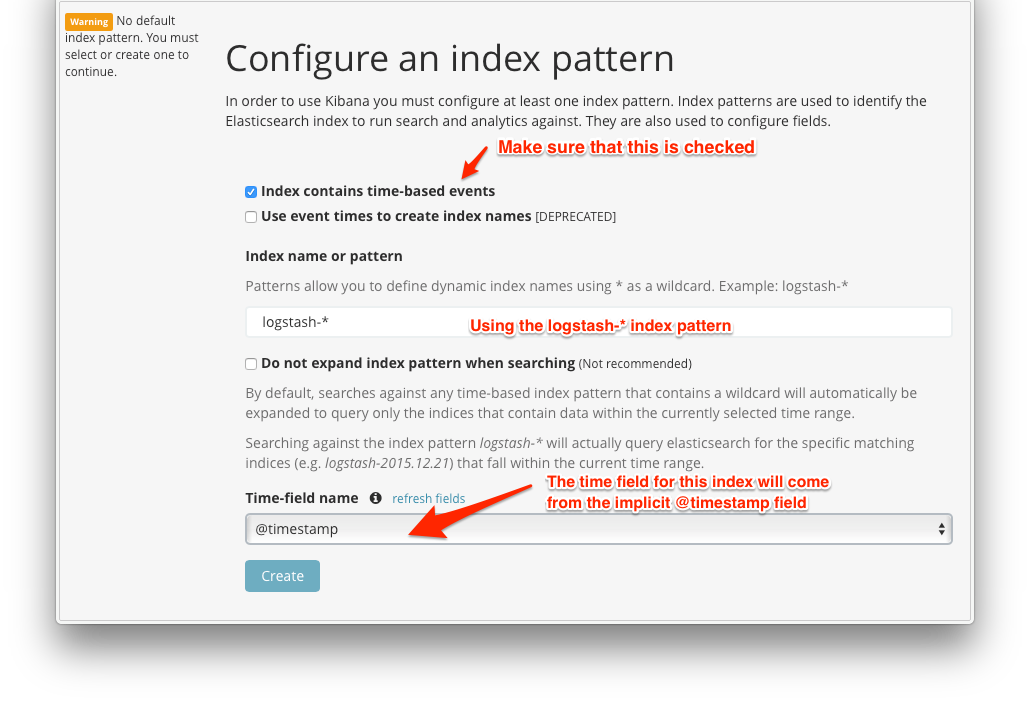 Warning No default
index pattern. You must
select or create one to
continue.
Configure an index pattern
In order to use Kibana you must configure at least one index pattern. Index patterns are used to identify the
Elasticsearch index to run search and analytics against. They are also used to configure fields.
Make sure that this is checked
Index contains time-based events
Use event times to create index names [DEPRECATED]
Index name or pattern
Patterns allow you to define dynamic index names using * as a wildcard. Example: logstash-*
logstash-* Using the logstash-* index pattern
Do not expand index pattern when searching (Not recommended)
By default, searches against any time-based index pattern that contains a wildcard will automatically be
expanded to query only the indices that contain data within the currently selected time range.
Searching against the index pattern logstash-* will actually query elasticsearch for the specific matching
indices (e.g. logstash-2015.12.21) that fall within the current time range.
The time field for this index will come
from the implicit @timestamp field
Time-field name refresh fields
@timestamp
Create